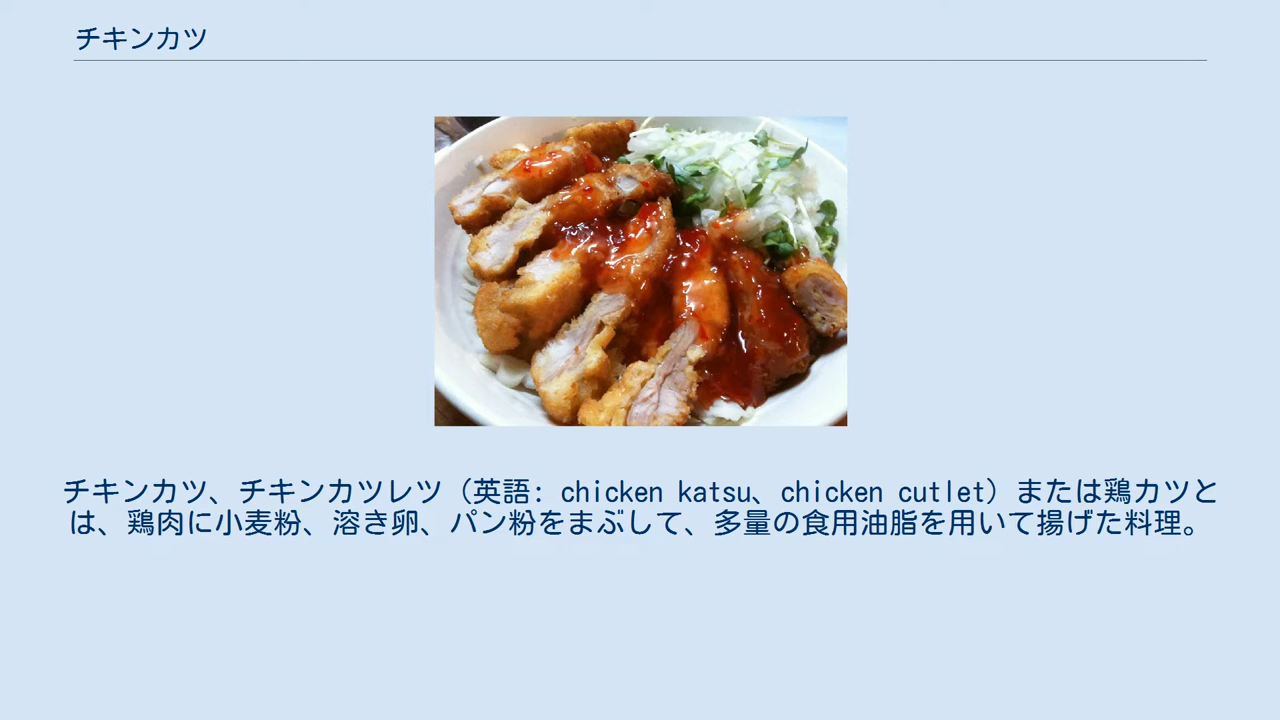 チキンカツ
チキンカツ、チキンカツレツ（英語: chicken katsu、chicken cutlet）または鶏カツと
は、鶏肉に小麦粉、溶き卵、パン粉をまぶして、多量の食用油脂を用いて揚げた料理。